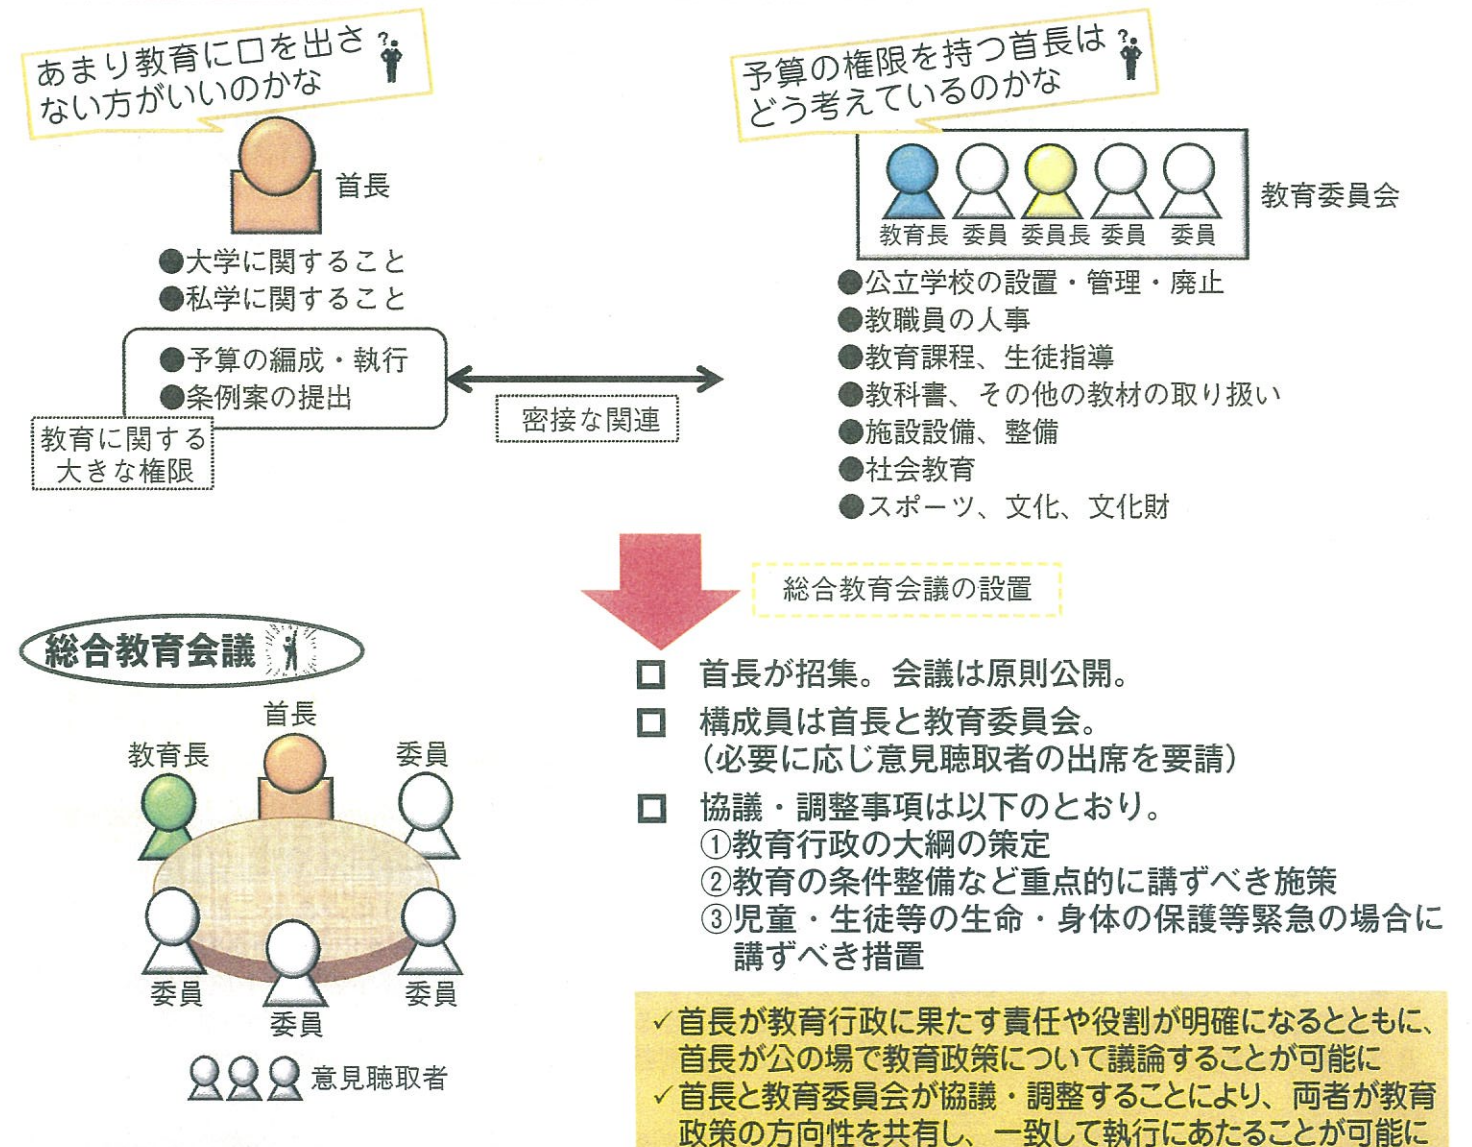 あまり教育に口を出さ
ない方がいいのかな
?
首長
●大学に関すること
●私学に関すること
●予算の編成・執行
●条例案の提出
教育に関する
大きな権限
密接な関連
予算の権限を持つ首長は
どう考えているのかな
?
教育長 委員 委員長 委員 委員
教育委員会
●公立学校の設置・管理・廃止
●教職員の人事
●教育課程、生徒指導
●教科書、その他の教材の取り扱い
●施設設備、整備
●社会教育
●スポーツ、文化、文化財
総合教育会議の設置
総合教育会議
首長
教育長
委員
委員
委員
委員
意見聴取者
□ 首長が招集。会議は原則公開。
□ 構成員は首長と教育委員会。
(必要に応じ意見聴取者の出席を要請)
□ 協議・調整事項は以下のとおり。
①教育行政の大綱の策定
②教育の条件整備など重点的に講ずべき施策
③児童・生徒等の生命・身体の保護等緊急の場合に
講ずべき措置
✓首長が教育行政に果たす責任や役割が明確になるとともに、
首長が公の場で教育政策について議論することが可能に
✓首長と教育委員会が協議・調整することにより、両者が教育
政策の方向性を共有し、一致して執行にあたることが可能に